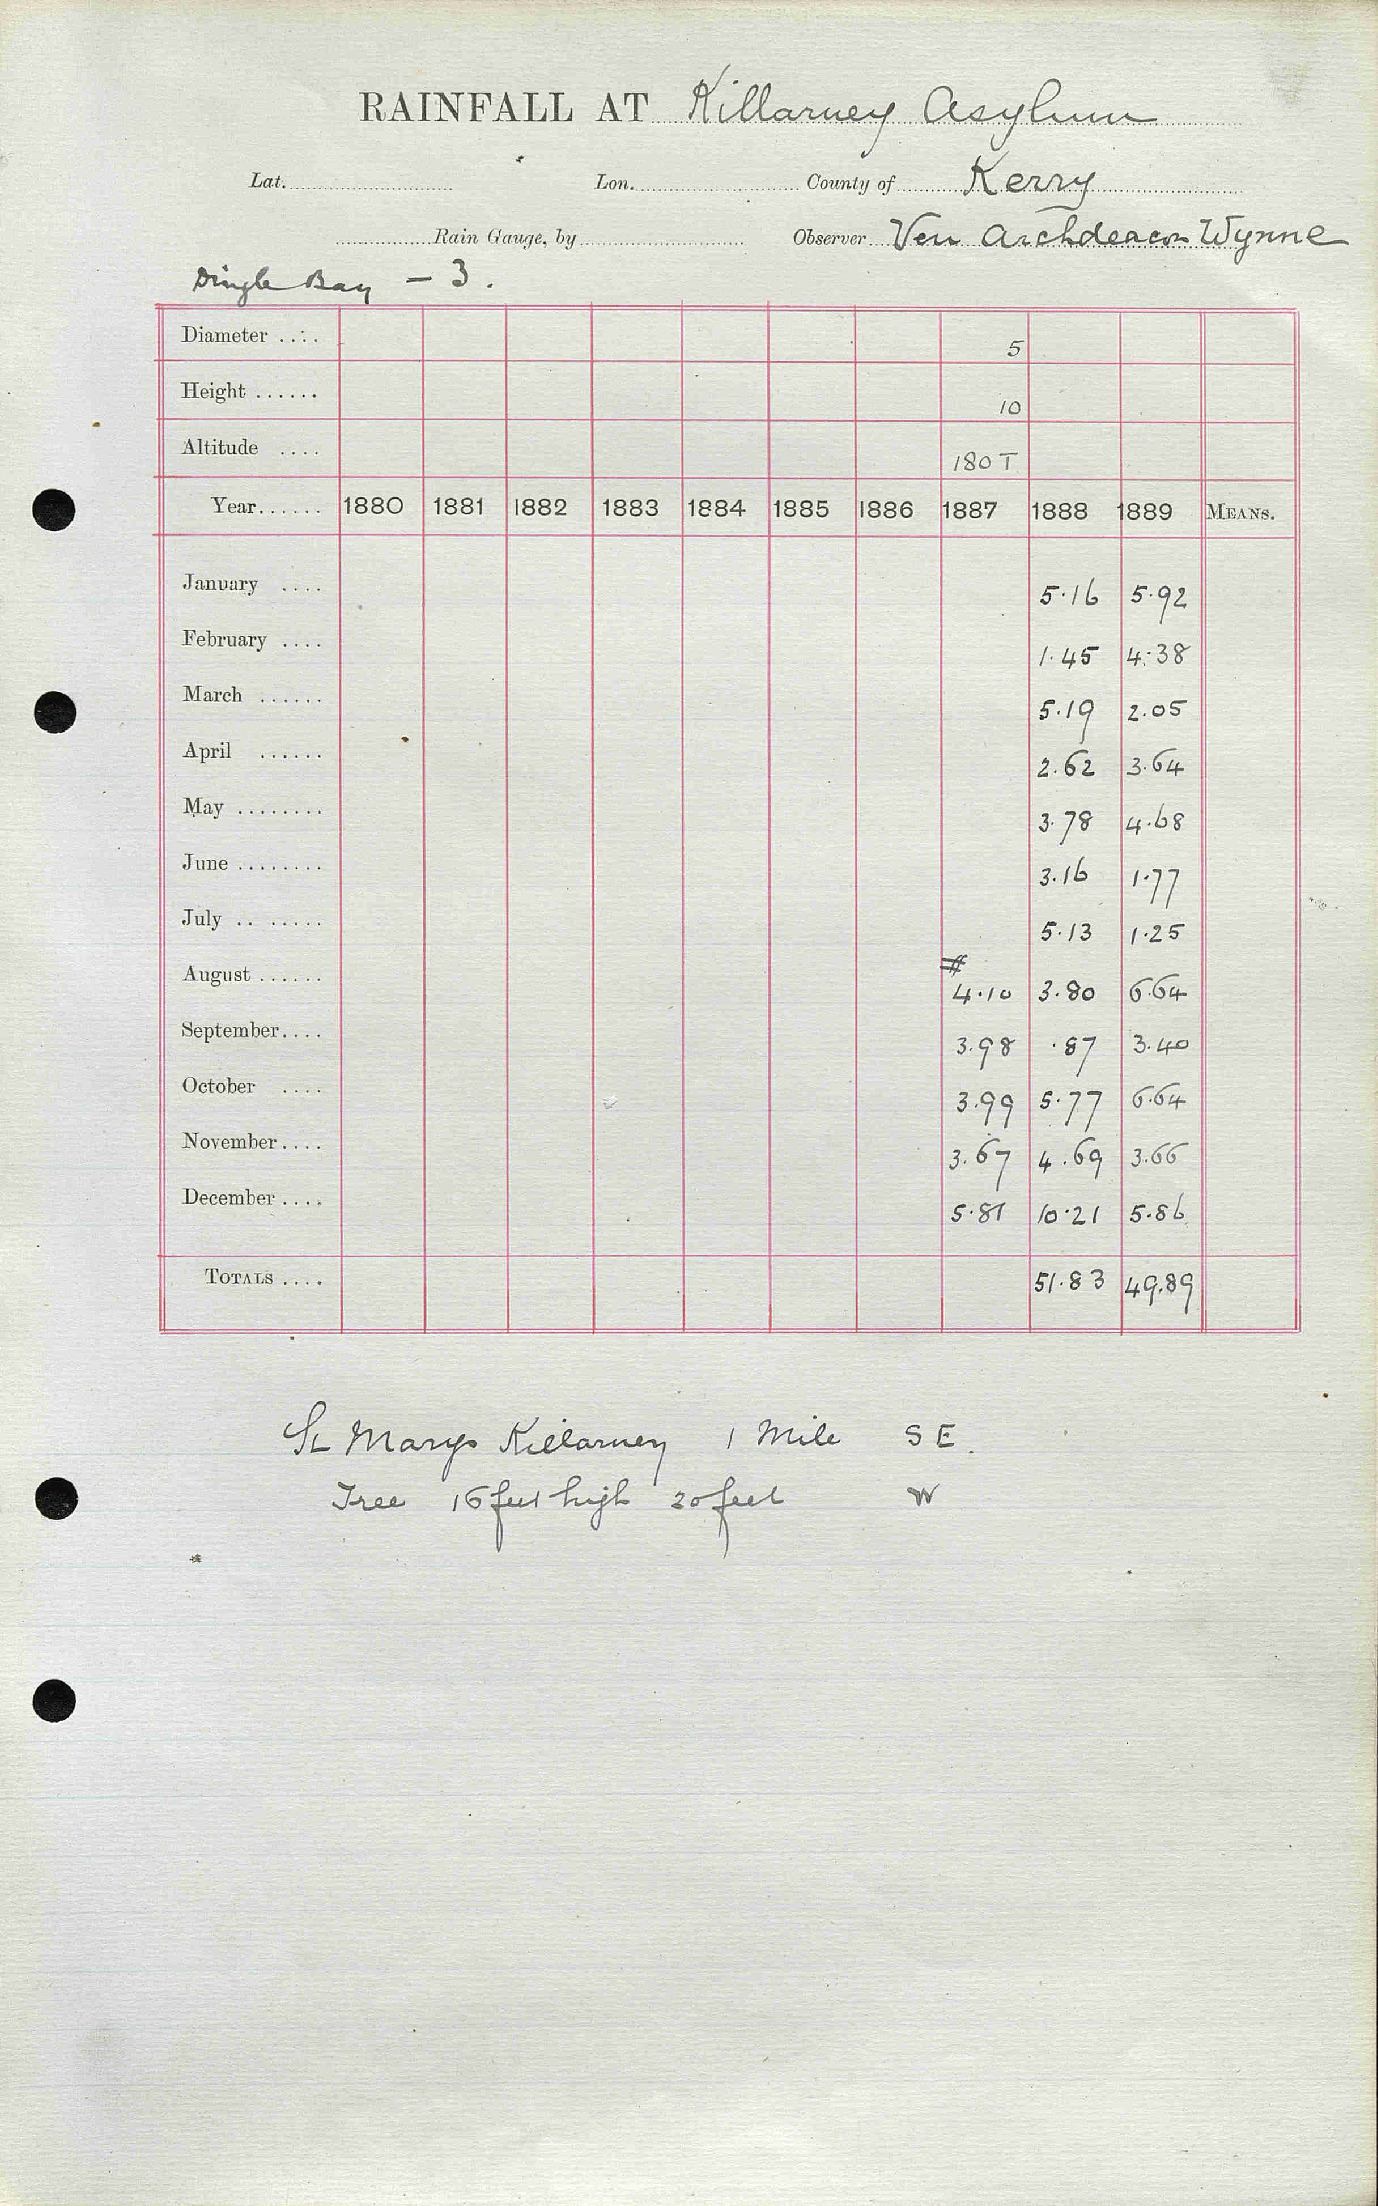 RAINFALL AT Killarney Asylum
Lat. Lon. County of Kerry
Rain Gauge, by Observer Ven Archdeacon Wynne
Dingle Bay – 3.
Diameter .... 5
Height ...... 10
Altitude .... 180 T
Year...... 1880 1881 1882 1883 1884 1885 1886 1887 1888 1889 MEANS.
January .... 5.16 5.92
February .... 1.45 4.38
March ...... 5.19 2.05
April ...... 2.62 3.64
May ........ 3.78 4.68
June ........ 3.16 1.77
July .. ..... 5.13 1.25
#
August ...... 4.10 3.80 6.64
September.... 3.98 .87 3.40
October .... 3.99 5.77 6.64
November.... 3.67 4.69 3.66
December .... 5.81 10.21 5.86
TOTALS .... 51.83 49.89
St Marys Killarney 1 Mile SE.
Tree 16 feet high 20 feet W